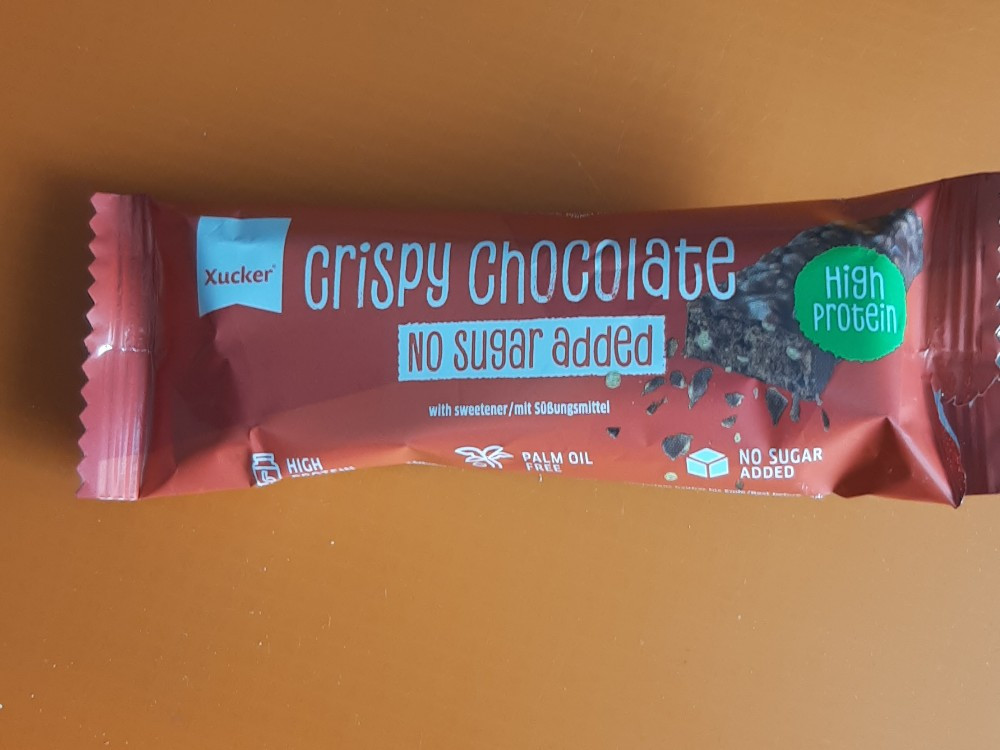 Xucker®
Crispy Chocolate
High
Protein
No sugar added
with sweetener/mit Süßungsmittel
HIGH
PALM OIL
FREE
NO SUGAR
ADDED